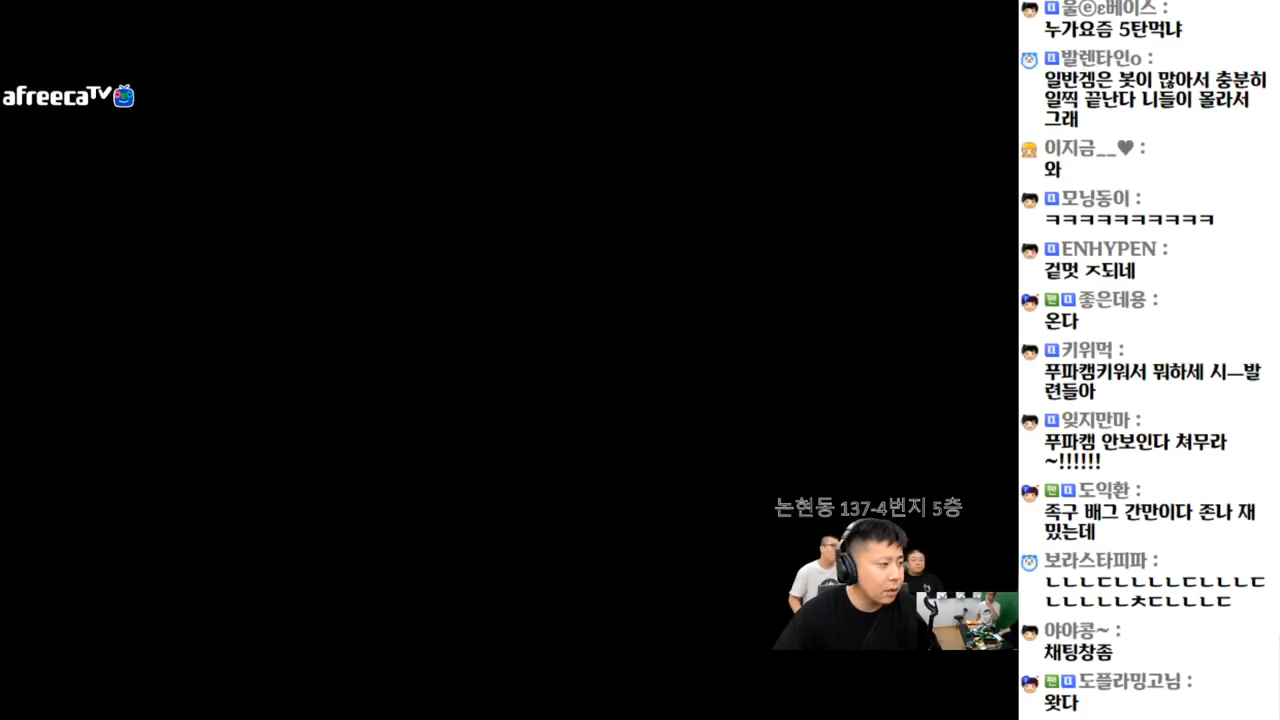 afreecaTV
논현동 137-4번지 5층
울ⓔε베이스 :
누가요즘 5탄먹냐
발렌타인o :
일반겜은 봇이 많아서 충분히
일찍 끝난다 니들이 몰라서
그래
이지금__♥ :
와
모닝동이 :
ㅋㅋㅋㅋㅋㅋㅋㅋㅋㅋ
ENHYPEN :
겉멋 ㅈ되네
팬 좋은데용 :
온다
키위먹 :
푸파캠키워서 뭐하세 시ㅡ발
련들아
잊지만마 :
푸파캠 안보인다 쳐무라
~!!!!!!
팬 도익환 :
족구 배그 간만이다 존나 재
밌는데
보라스타피파 :
ㄴㄴㄴㄷㄴㄴㄴㄴㄷㄴㄴㄴㄷ
ㄴㄴㄴㄴㄴㅊㄷㄴㄴㄴㄷ
야야콩~ :
채팅창좀
팬 도플라밍고님 :
왓다